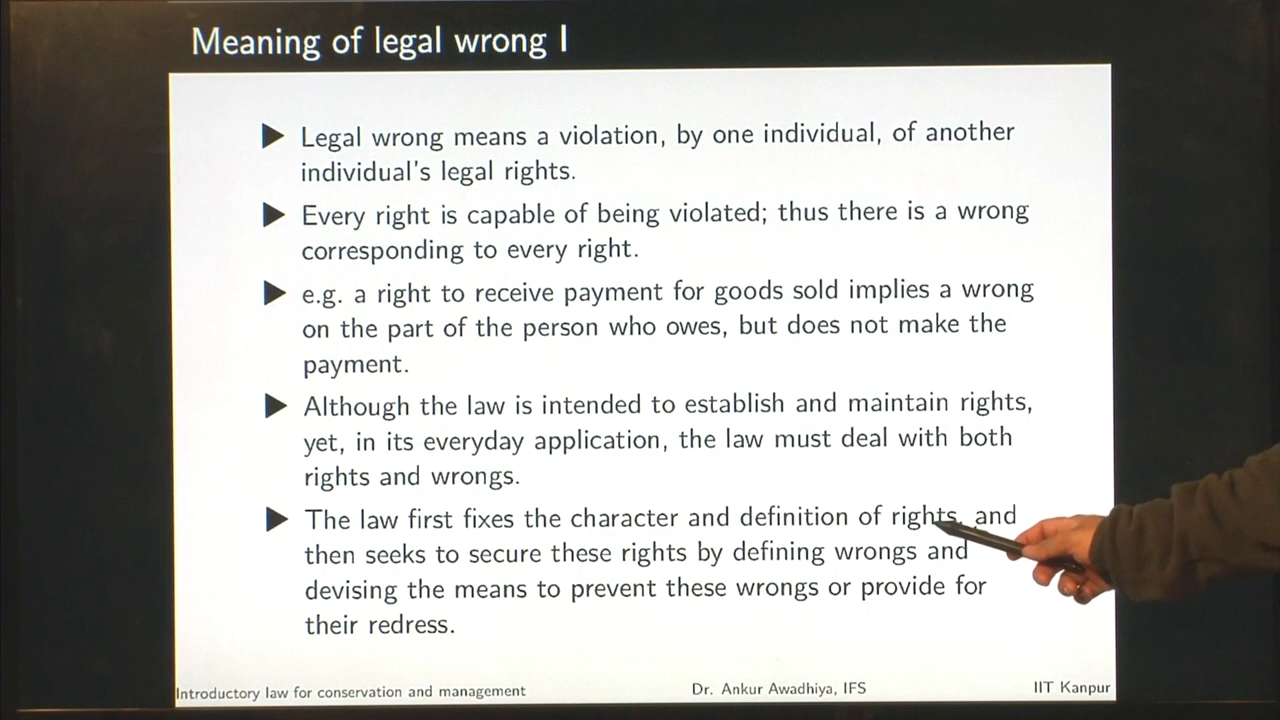 Meaning of legal wrong I
Legal wrong means a violation, by one individual, of another
individual's legal rights.
Every right is capable of being violated; thus there is a wrong
corresponding to every right.
e.g. a right to receive payment for goods sold implies a wrong
on the part of the person who owes, but does not make the
payment.
Although the law is intended to establish and maintain rights,
yet, in its everyday application, the law must deal with both
rights and wrongs.
The law first fixes the character and definition of rights, and
then seeks to secure these rights by defining wrongs and
devising the means to prevent these wrongs or provide for
their redress.
Introductory law for conservation and management Dr. Ankur Awadhiya, IFS IIT Kanpur